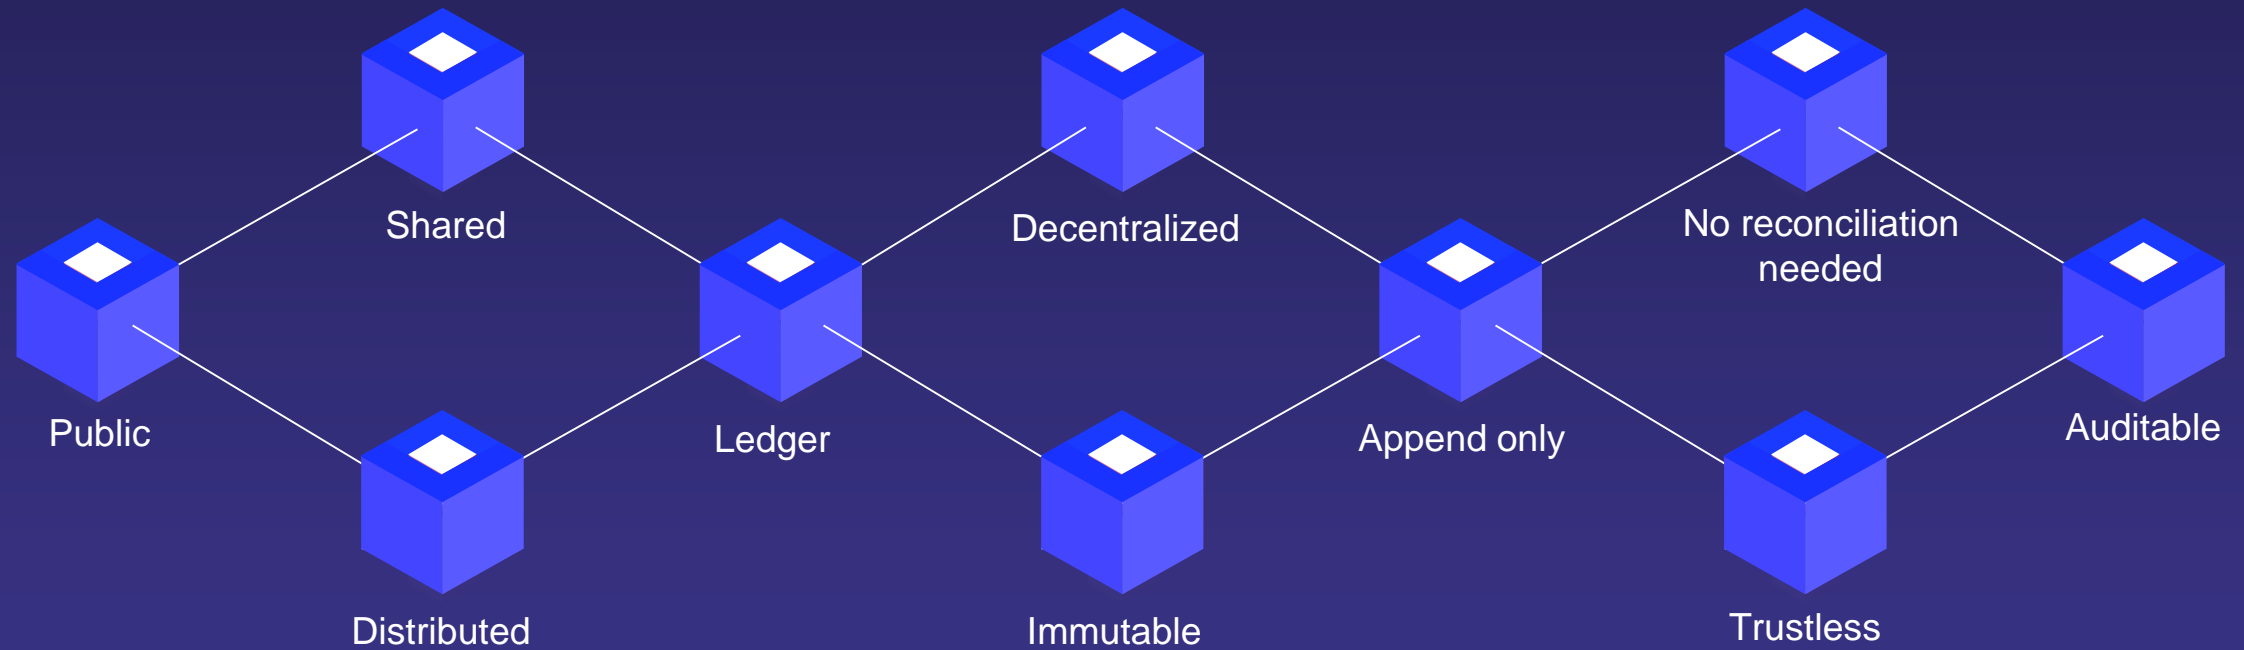 Shared
Decentralized
No reconciliation
needed
Public
Ledger
Append only
Auditable
Distributed
Immutable
Trustless